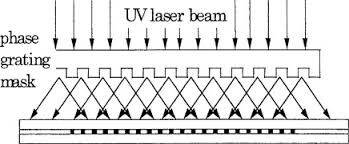 UV laser beam
phase
grating
mask